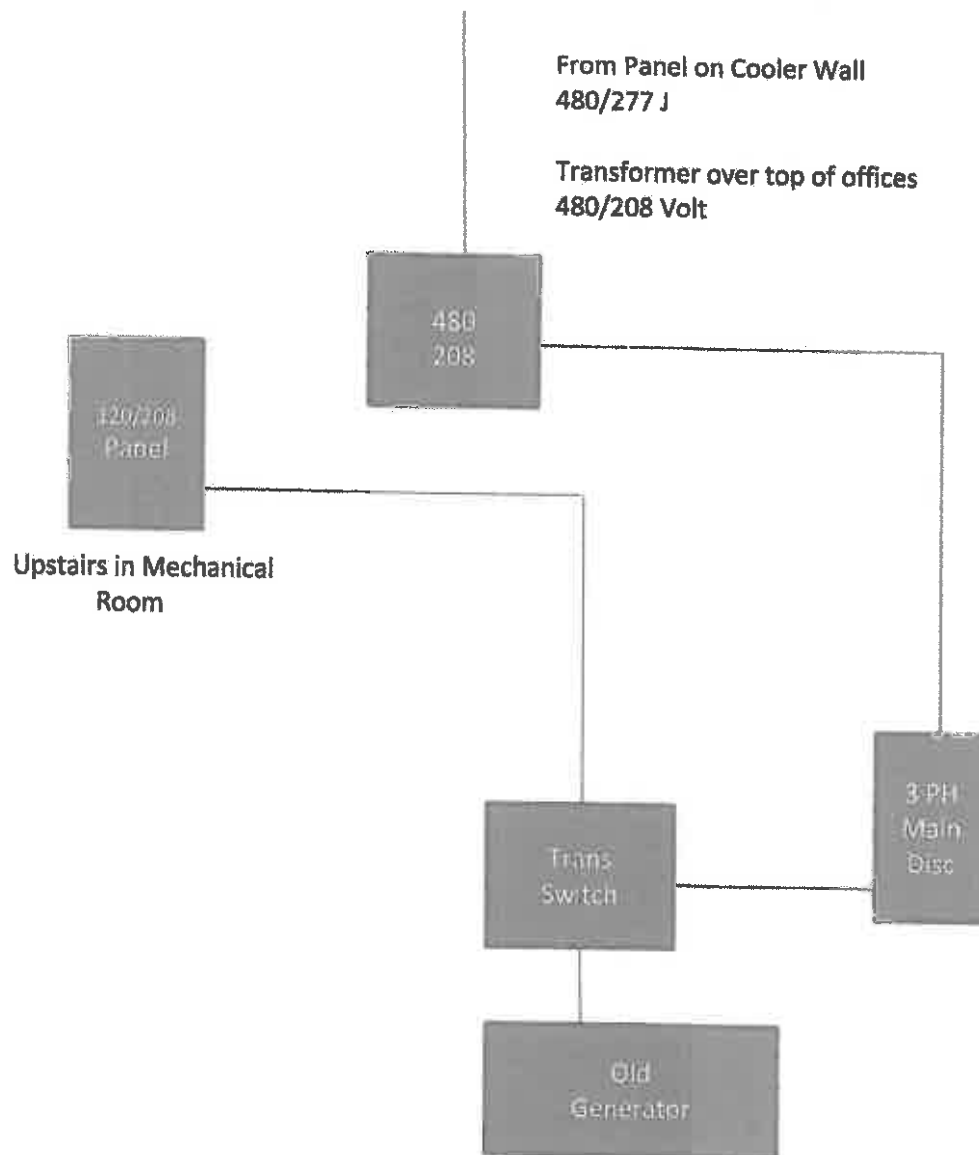 From Panel on Cooler Wall
480/277 J
Transformer over top of offices
480/208 Volt
480
208
120/208
Panel
Upstairs in Mechanical
Room
3-PH
Main
Disc
Trans
Switch
Old
Generator